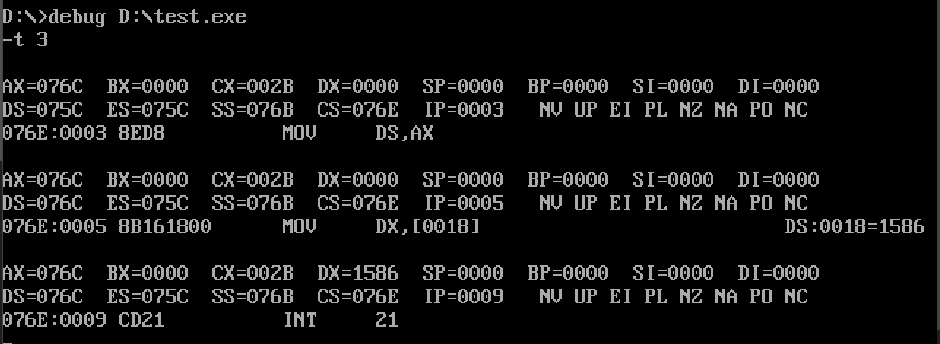 D:\>debug D:\test.exe
-t 3
AX=076C BX=0000 CX=002B DX=0000 SP=0000 BP=0000 SI=0000 DI=0000
DS=075C ES=075C SS=076B CS=076E IP=0003 NV UP EI PL NZ NA PO NC
076E:0003 8ED8 MOV DS,AX
AX=076C BX=0000 CX=002B DX=0000 SP=0000 BP=0000 SI=0000 DI=0000
DS=076C ES=075C SS=076B CS=076E IP=0005 NV UP EI PL NZ NA PO NC
076E:0005 8B161800 MOV DX,[0018] DS:0018=1586
AX=076C BX=0000 CX=002B DX=1586 SP=0000 BP=0000 SI=0000 DI=0000
DS=076C ES=075C SS=076B CS=076E IP=0009 NV UP EI PL NZ NA PO NC
076E:0009 CD21 INT 21